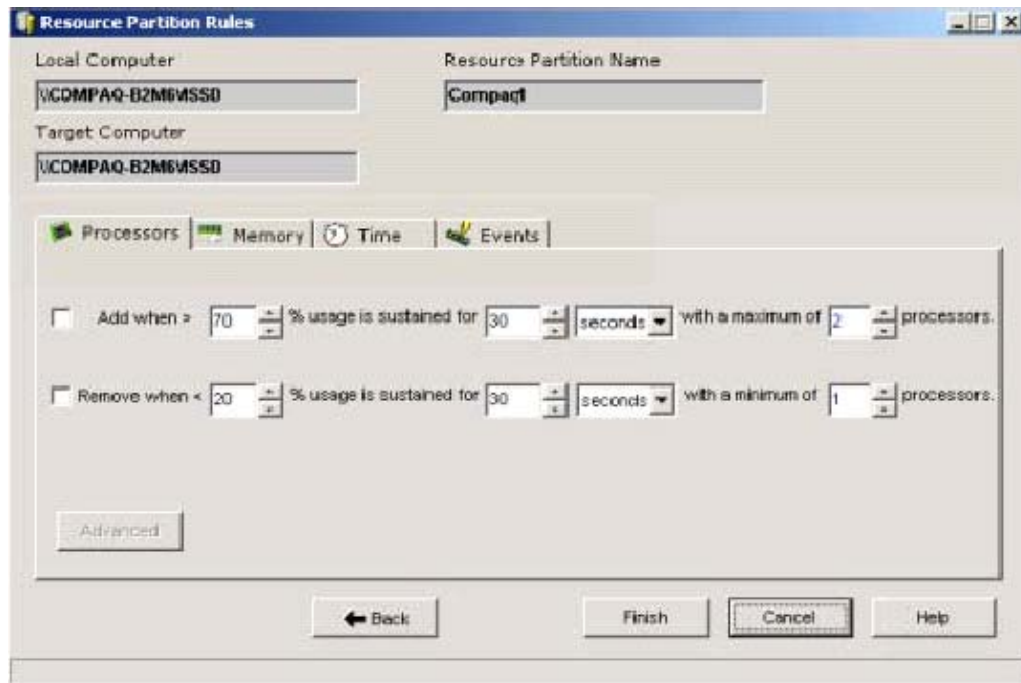 Resource Partition Rules
Local Computer
Resource Partition Name
\\COMPAQ-B2M6MSSD
Compaq1
Target Computer
\\COMPAQ-B2M6MSSD
Processors Memory Time Events
Add when > 70 % usage is sustained for 30 seconds with a maximum of 2 processors.
Remove when < 20 % usage is sustained for 30 seconds with a minimum of 1 processors.
Advanced
Back Finish Cancel Help